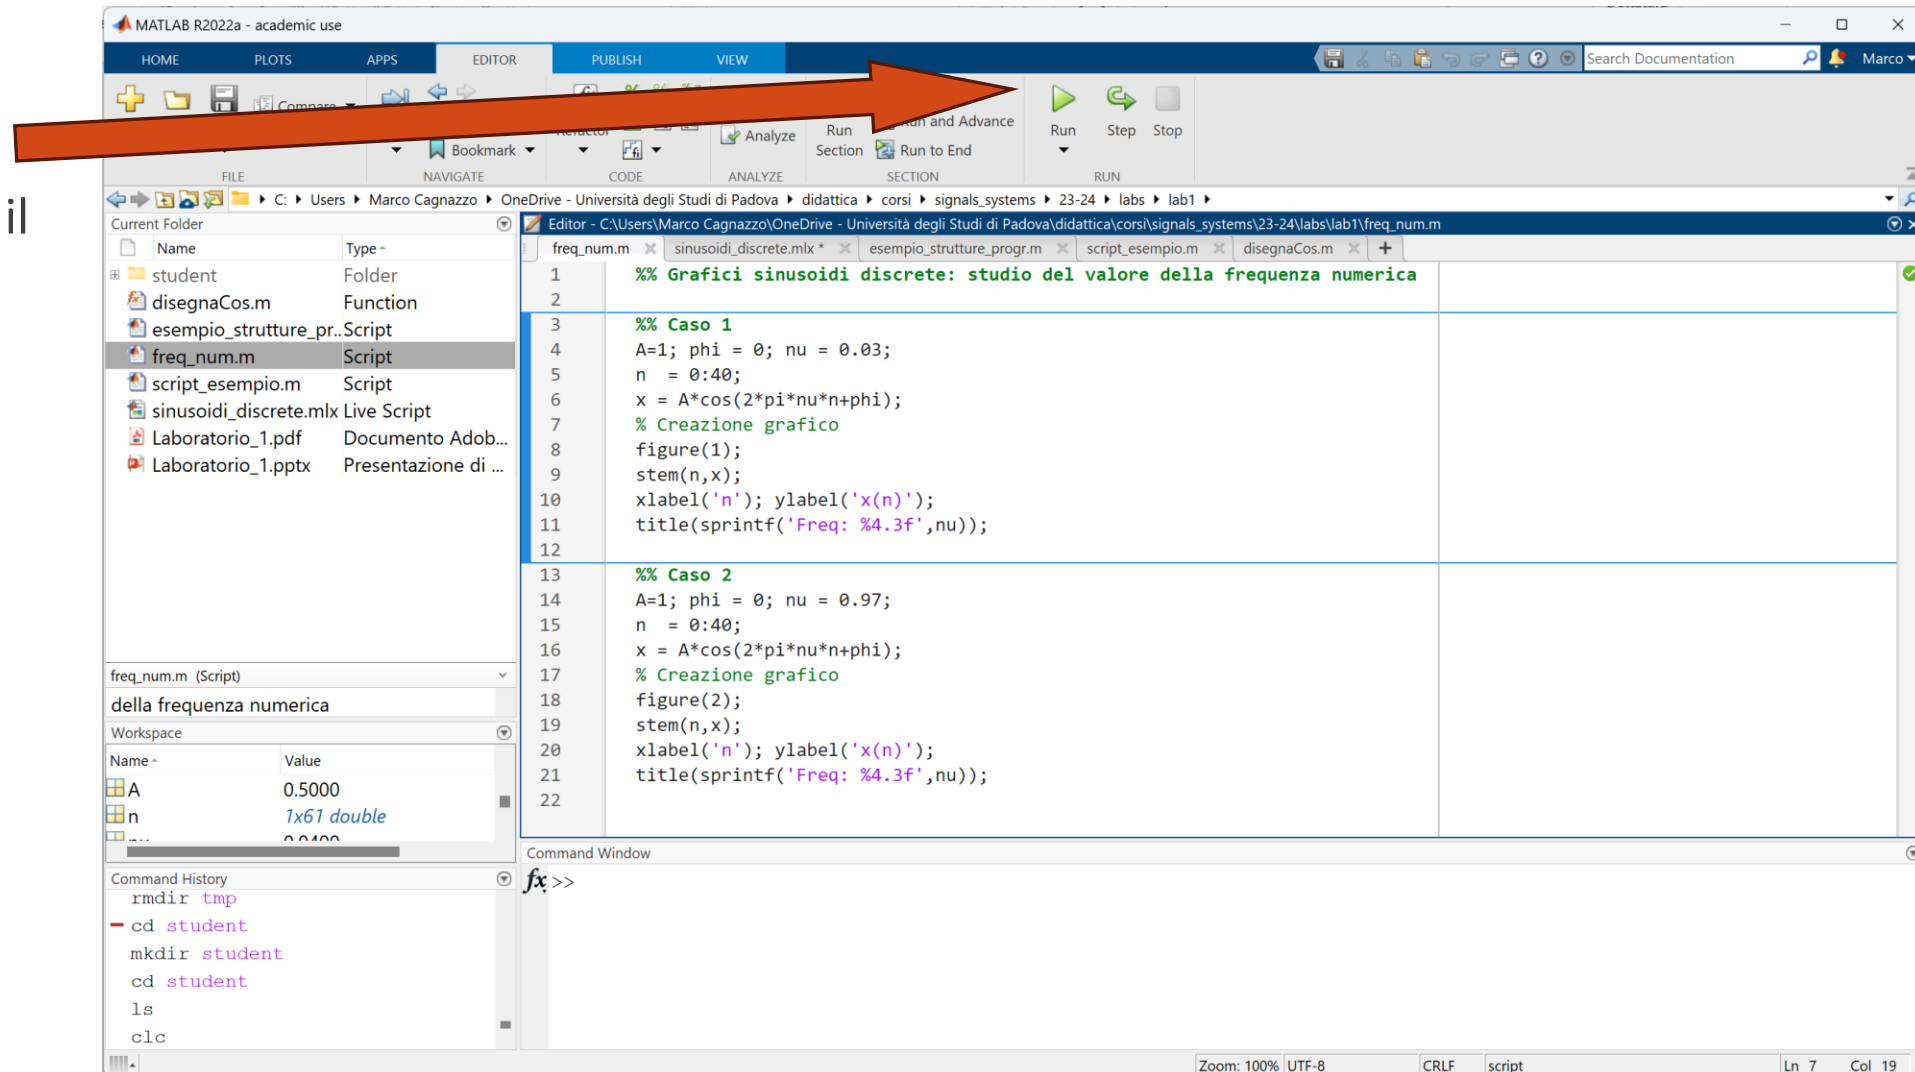 MATLAB R2022a - academic use
HOME PLOTS APPS EDITOR PUBLISH VIEW
Search Documentation
Marco
Compare
Bookmark
Analyze
Run
Section
Run and Advance
Run to End
Run Step Stop
FILE NAVIGATE CODE ANALYZE SECTION RUN
il
C: Users Marco Cagnazzo OneDrive - Università degli Studi di Padova didattica corsi signals_systems 23-24 labs lab1
Current Folder
Name Type
student Folder
disegnaCos.m Function
esempio_strutture_pr... Script
freq_num.m Script
script_esempio.m Script
sinusoidi_discrete.mlx Live Script
Laboratorio_1.pdf Documento Adob...
Laboratorio_1.pptx Presentazione di ...
freq_num.m (Script)
della frequenza numerica
Workspace
Name Value
A 0.5000
n 1x61 double
Command History
rmdir tmp
cd student
mkdir student
cd student
ls
clc
Editor - C:\Users\Marco Cagnazzo\OneDrive - Università degli Studi di Padova\didattica\corsi\signals_systems\23-24\labs\lab1\freq_num.m
freq_num.m sinusoidi_discrete.mlx * esempio_strutture_progr.m script_esempio.m disegnaCos.m +
1 %% Grafici sinusoidi discrete: studio del valore della frequenza numerica
2
3 %% Caso 1
4 A=1; phi = 0; nu = 0.03;
5 n  = 0:40;
6 x = A*cos(2*pi*nu*n+phi);
7 % Creazione grafico
8 figure(1);
9 stem(n,x);
10 xlabel('n'); ylabel('x(n)');
11 title(sprintf('Freq: %4.3f',nu));
12
13 %% Caso 2
14 A=1; phi = 0; nu = 0.97;
15 n  = 0:40;
16 x = A*cos(2*pi*nu*n+phi);
17 % Creazione grafico
18 figure(2);
19 stem(n,x);
20 xlabel('n'); ylabel('x(n)');
21 title(sprintf('Freq: %4.3f',nu));
22
Command Window
fx >>
Zoom: 100% UTF-8 CRLF script Ln 7 Col 19